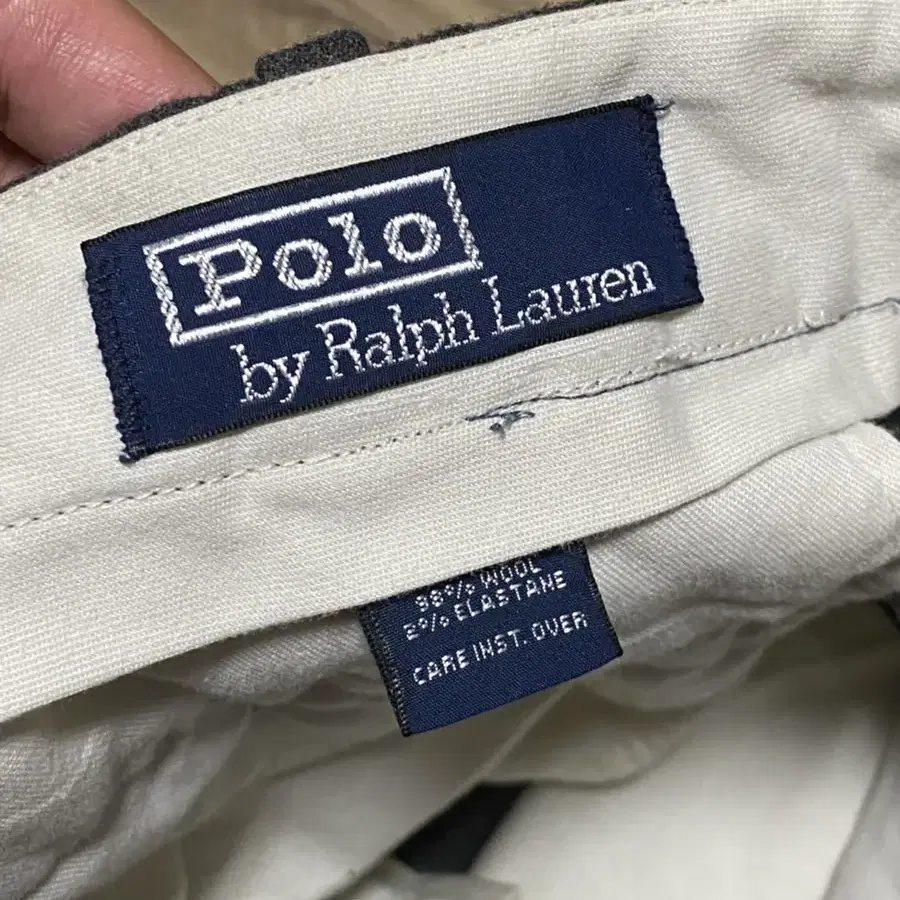 Polo
by Ralph Lauren
98% WOOL
2% ELASTANE
CARE INST. OVER